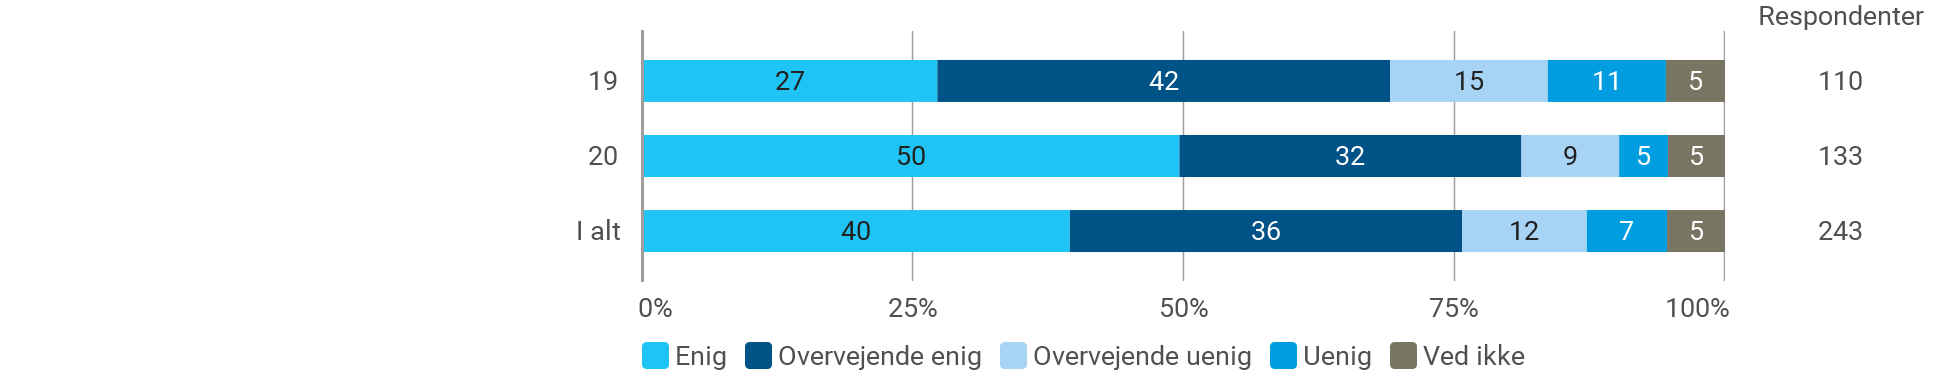 Respondenter
19 27 42 15 11 5 110
20 50 32 9 5 5 133
I alt 40 36 12 7 5 243
0% 25% 50% 75% 100%
Enig Overvejende enig Overvejende uenig Uenig Ved ikke